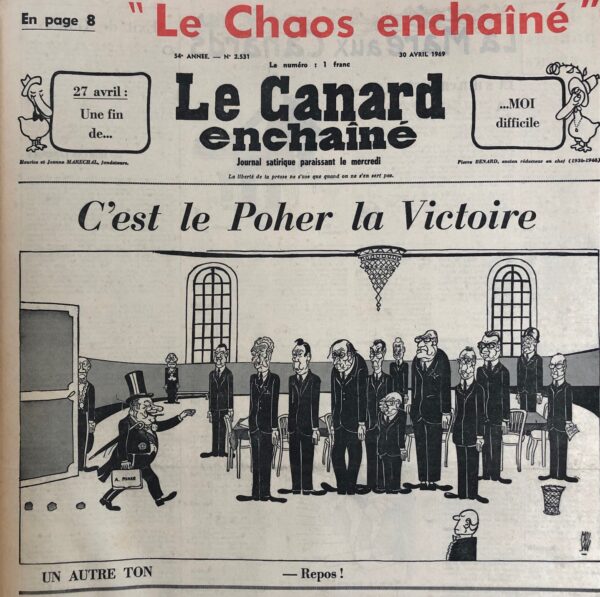 En page 8
" Le Chaos enchaîné "
54e ANNÉE. — N° 2.531
30 AVRIL 1969
Le numéro : 1 franc
27 avril :
Une fin
de...
Le Canard
enchaîné
...MOI
difficile
Maurice et Jeanne MARECHAL, fondateurs.
Journal satirique paraissant le mercredi
Pierre BENARD, ancien rédacteur en chef (1936-1946)
La liberté de la presse ne s'use que quand on ne s'en sert pas.
C'est le Poher la Victoire
A. POHER
UN AUTRE TON
— Repos !